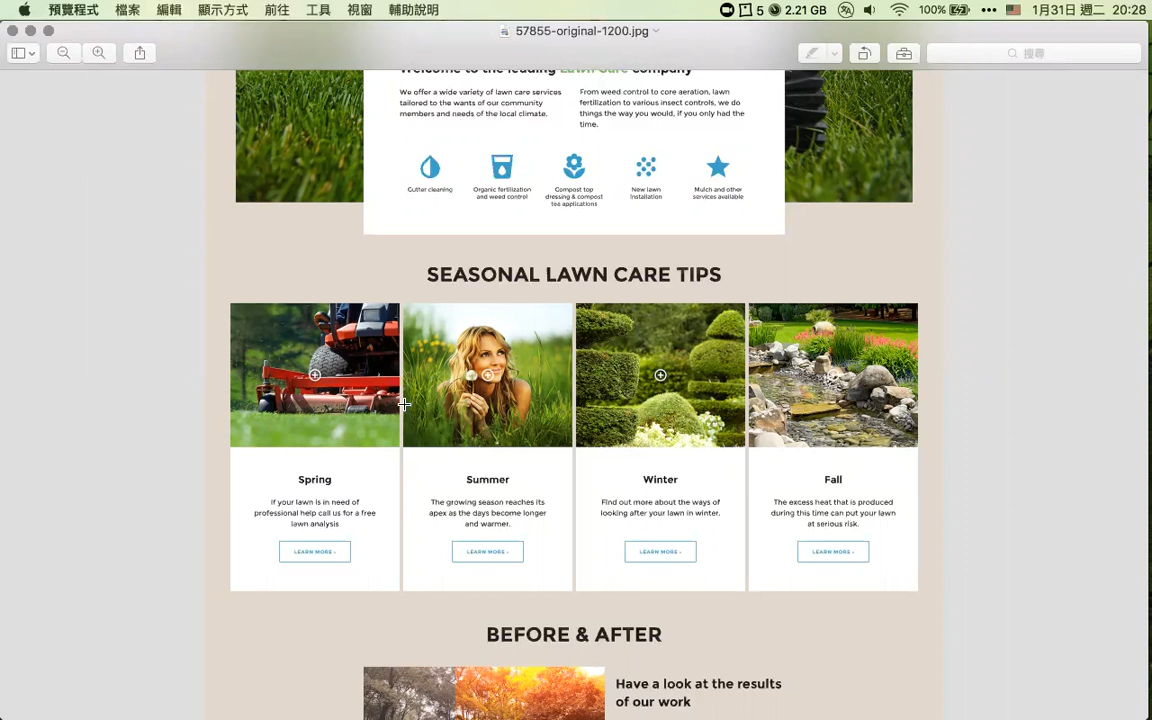 預覽程式 檔案 編輯 顯示方式 前往 工具 視窗 輔助說明 5 2.21 GB 100% 1月31日 週二 20:28
57855-original-1200.jpg
搜尋
Welcome to the leading Lawn Care company
We offer a wide variety of lawn care services
tailored to the wants of our community
members and needs of the local climate.
From weed control to core aeration, lawn
fertilization to various insect controls, we do
things the way you would, if you only had the
time.
Gutter cleaning
Organic fertilization
and weed control
Compost top
dressing & compost
tea applications
New lawn
installation
Mulch and other
services available
SEASONAL LAWN CARE TIPS
Spring
If your lawn is in need of
professional help call us for a free
lawn analysis
LEARN MORE ›
Summer
The growing season reaches its
apex as the days become longer
and warmer.
LEARN MORE ›
Winter
Find out more about the ways of
looking after your lawn in winter.
LEARN MORE ›
Fall
The excess heat that is produced
during this time can put your lawn
at serious risk.
LEARN MORE ›
BEFORE & AFTER
Have a look at the results
of our work